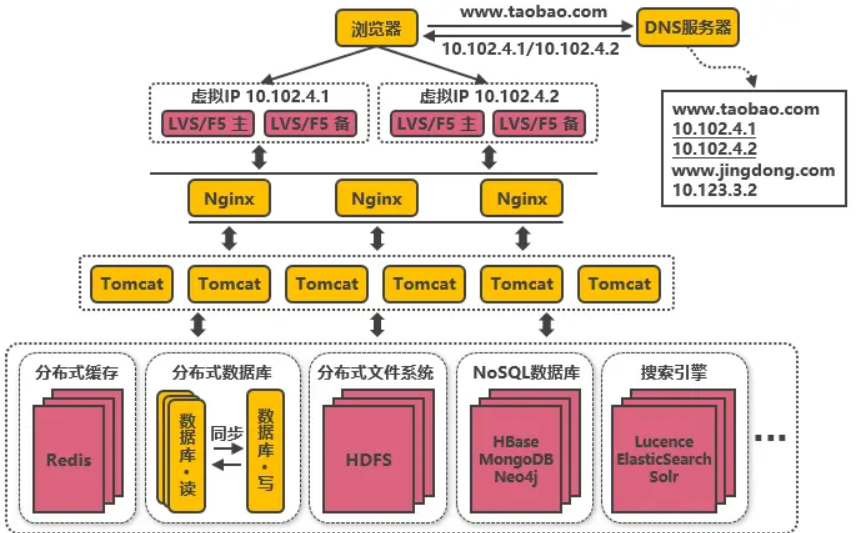 www.taobao.com
浏览器
DNS服务器
10.102.4.1/10.102.4.2
虚拟IP 10.102.4.1
虚拟IP 10.102.4.2
LVS/F5 主
LVS/F5 备
LVS/F5 主
LVS/F5 备
www.taobao.com
10.102.4.1
10.102.4.2
www.jingdong.com
10.123.3.2
Nginx
Nginx
Nginx
Tomcat
Tomcat
Tomcat
Tomcat
Tomcat
Tomcat
分布式缓存
Redis
分布式数据库
数据库·读
同步
数据库·写
分布式文件系统
HDFS
NoSQL数据库
HBase
MongoDB
Neo4j
搜索引擎
Lucence
ElasticSearch
Solr
...